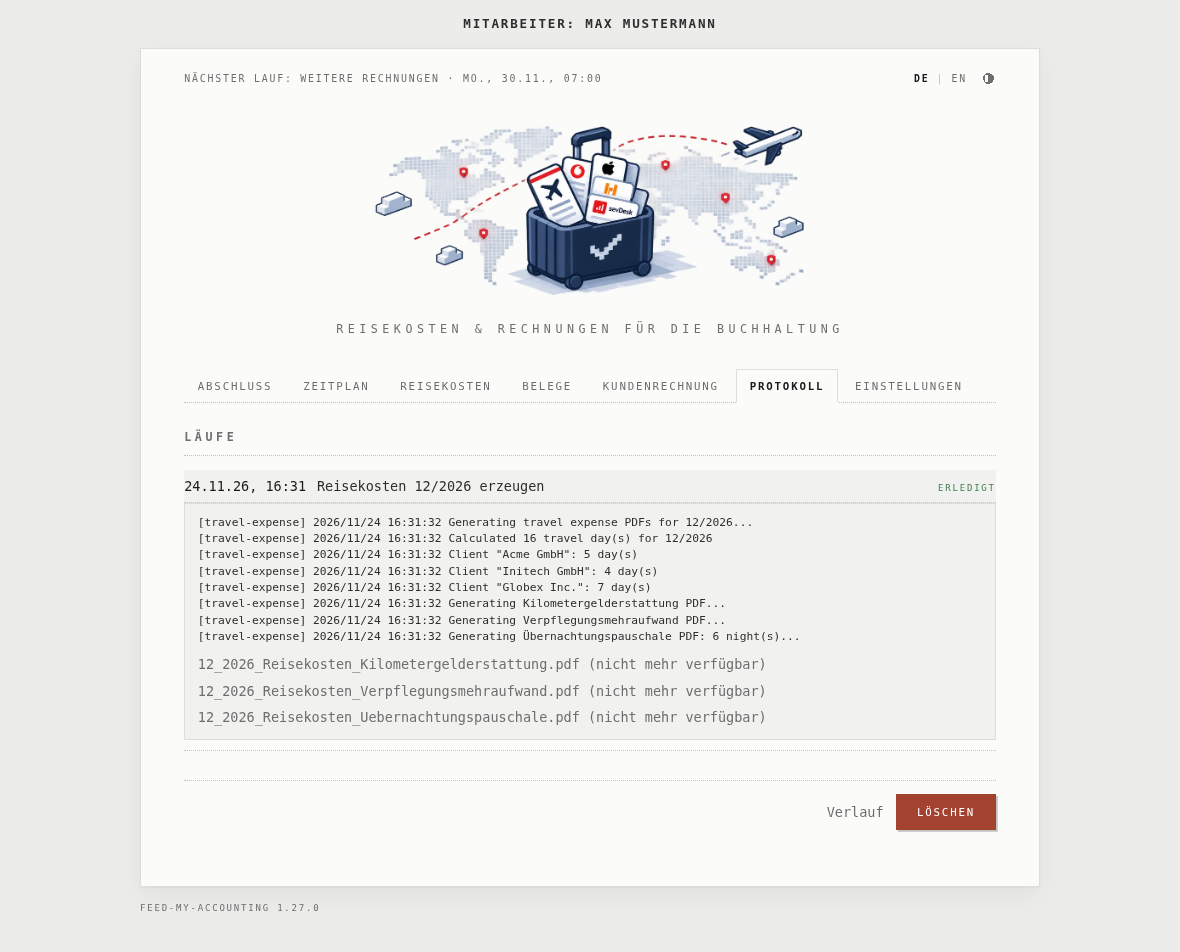 MITARBEITER: MAX MUSTERMANN
NÄCHSTER LAUF: WEITERE RECHNUNGEN · MO., 30.11., 07:00
DE | EN
sevDesk
REISEKOSTEN & RECHNUNGEN FÜR DIE BUCHHALTUNG
ABSCHLUSS ZEITPLAN REISEKOSTEN BELEGE KUNDENRECHNUNG PROTOKOLL EINSTELLUNGEN
LÄUFE
24.11.26, 16:31 Reisekosten 12/2026 erzeugen ERLEDIGT
[travel-expense] 2026/11/24 16:31:32 Generating travel expense PDFs for 12/2026...
[travel-expense] 2026/11/24 16:31:32 Calculated 16 travel day(s) for 12/2026
[travel-expense] 2026/11/24 16:31:32 Client "Acme GmbH": 5 day(s)
[travel-expense] 2026/11/24 16:31:32 Client "Initech GmbH": 4 day(s)
[travel-expense] 2026/11/24 16:31:32 Client "Globex Inc.": 7 day(s)
[travel-expense] 2026/11/24 16:31:32 Generating Kilometergelderstattung PDF...
[travel-expense] 2026/11/24 16:31:32 Generating Verpflegungsmehraufwand PDF...
[travel-expense] 2026/11/24 16:31:32 Generating Übernachtungspauschale PDF: 6 night(s)...
12_2026_Reisekosten_Kilometergelderstattung.pdf (nicht mehr verfügbar)
12_2026_Reisekosten_Verpflegungsmehraufwand.pdf (nicht mehr verfügbar)
12_2026_Reisekosten_Uebernachtungspauschale.pdf (nicht mehr verfügbar)
Verlauf LÖSCHEN
FEED-MY-ACCOUNTING 1.27.0